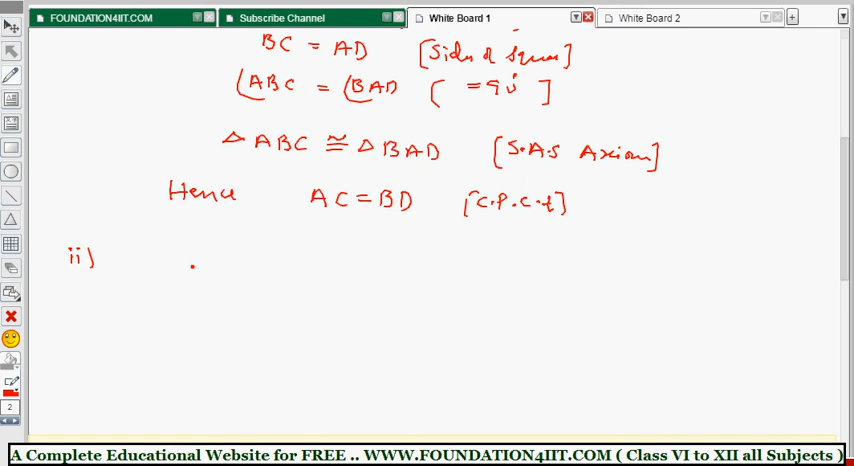 FOUNDATION4IIT.COM Subscribe Channel White Board 1 White Board 2
BC = AD [Sides of Square]
∠ABC = ∠BAD [ = 90° ]
△ ABC ≅ △ BAD [S.A.S Axiom]
Hence AC = BD [C.P.C.t]
ii)
2
A Complete Educational Website for FREE .. WWW.FOUNDATION4IIT.COM ( Class VI to XII all Subjects )